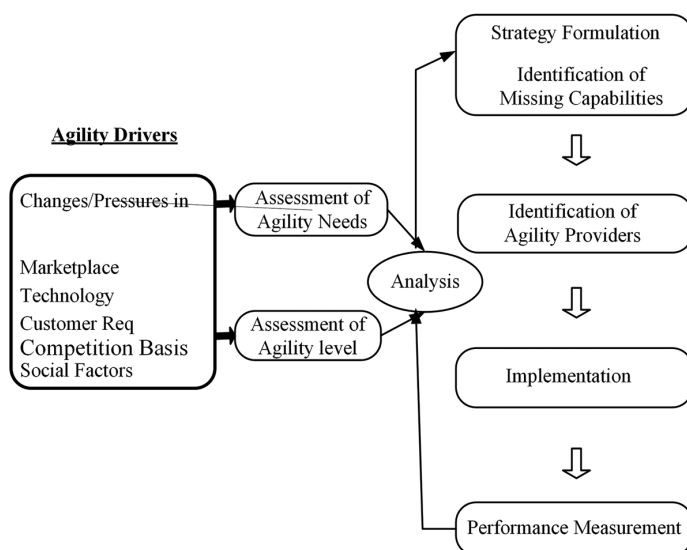 Agility Drivers
Changes/Pressures in
Marketplace
Technology
Customer Req
Competition Basis
Social Factors
Assessment of
Agility Needs
Assessment of
Agility level
Analysis
Strategy Formulation
Identification of
Missing Capabilities
Identification of
Agility Providers
Implementation
Performance Measurement